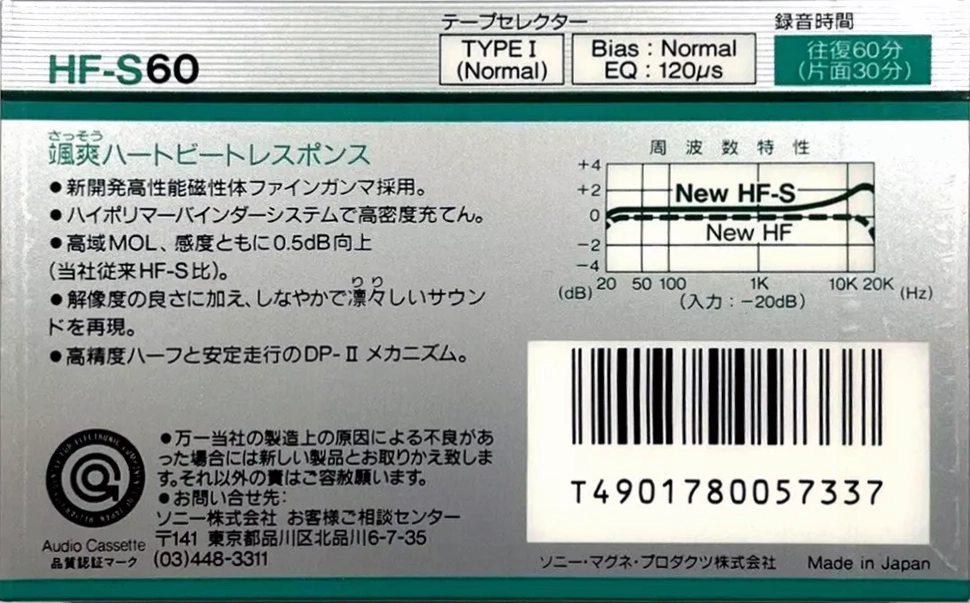 テープセレクター
録音時間
HF-S60
TYPE I
(Normal)
Bias : Normal
EQ : 120μs
往復60分
(片面30分)
さっそう
颯爽ハートビートレスポンス
●新開発高性能磁性体ファインガンマ採用。
●ハイポリマーバインダーシステムで高密度充てん。
●高域MOL、感度ともに0.5dB向上
(当社従来HF-S比)。
りり
●解像度の良さに加え、しなやかで凛々しいサウン
ドを再現。
●高精度ハーフと安定走行のDP-Ⅱ メカニズム。
周波数特性
+4
+2
0
−2
−4
New HF-S
New HF
(dB) 20 50 100 1K 10K 20K (Hz)
(入力：−20dB)
●万一当社の製造上の原因による不良があ
った場合には新しい製品とお取りかえ致しま
す。それ以外の責はご容赦願います。
●お問い合せ先:
ソニー株式会社 お客様ご相談センター
〒141 東京都品川区北品川6-7-35
(03)448-3311
Audio Cassette
品質認証マーク
T4901780057337
ソニー・マグネ・プロダクツ株式会社 Made in Japan